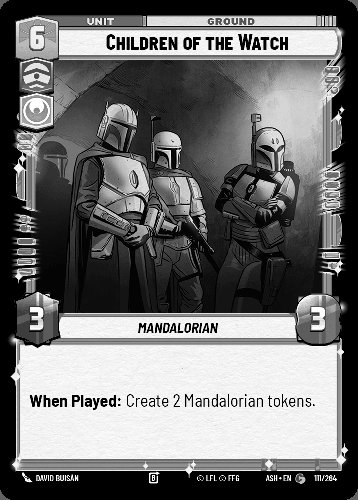 UNIT
GROUND
6
CHILDREN OF THE WATCH
3
3
MANDALORIAN
When Played: Create 2 Mandalorian tokens.
DAVID BUISÁN
© LFL © FFG
ASH • EN
111/264